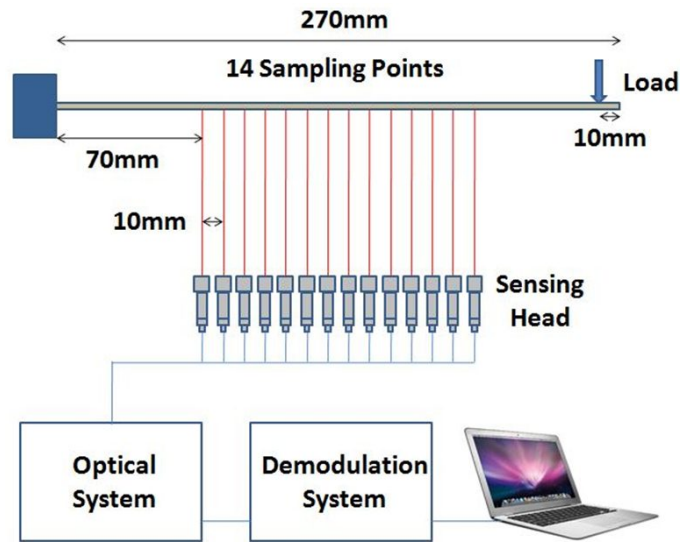 270mm
14 Sampling Points
Load
70mm
10mm
10mm
Sensing
Head
Optical
System
Demodulation
System